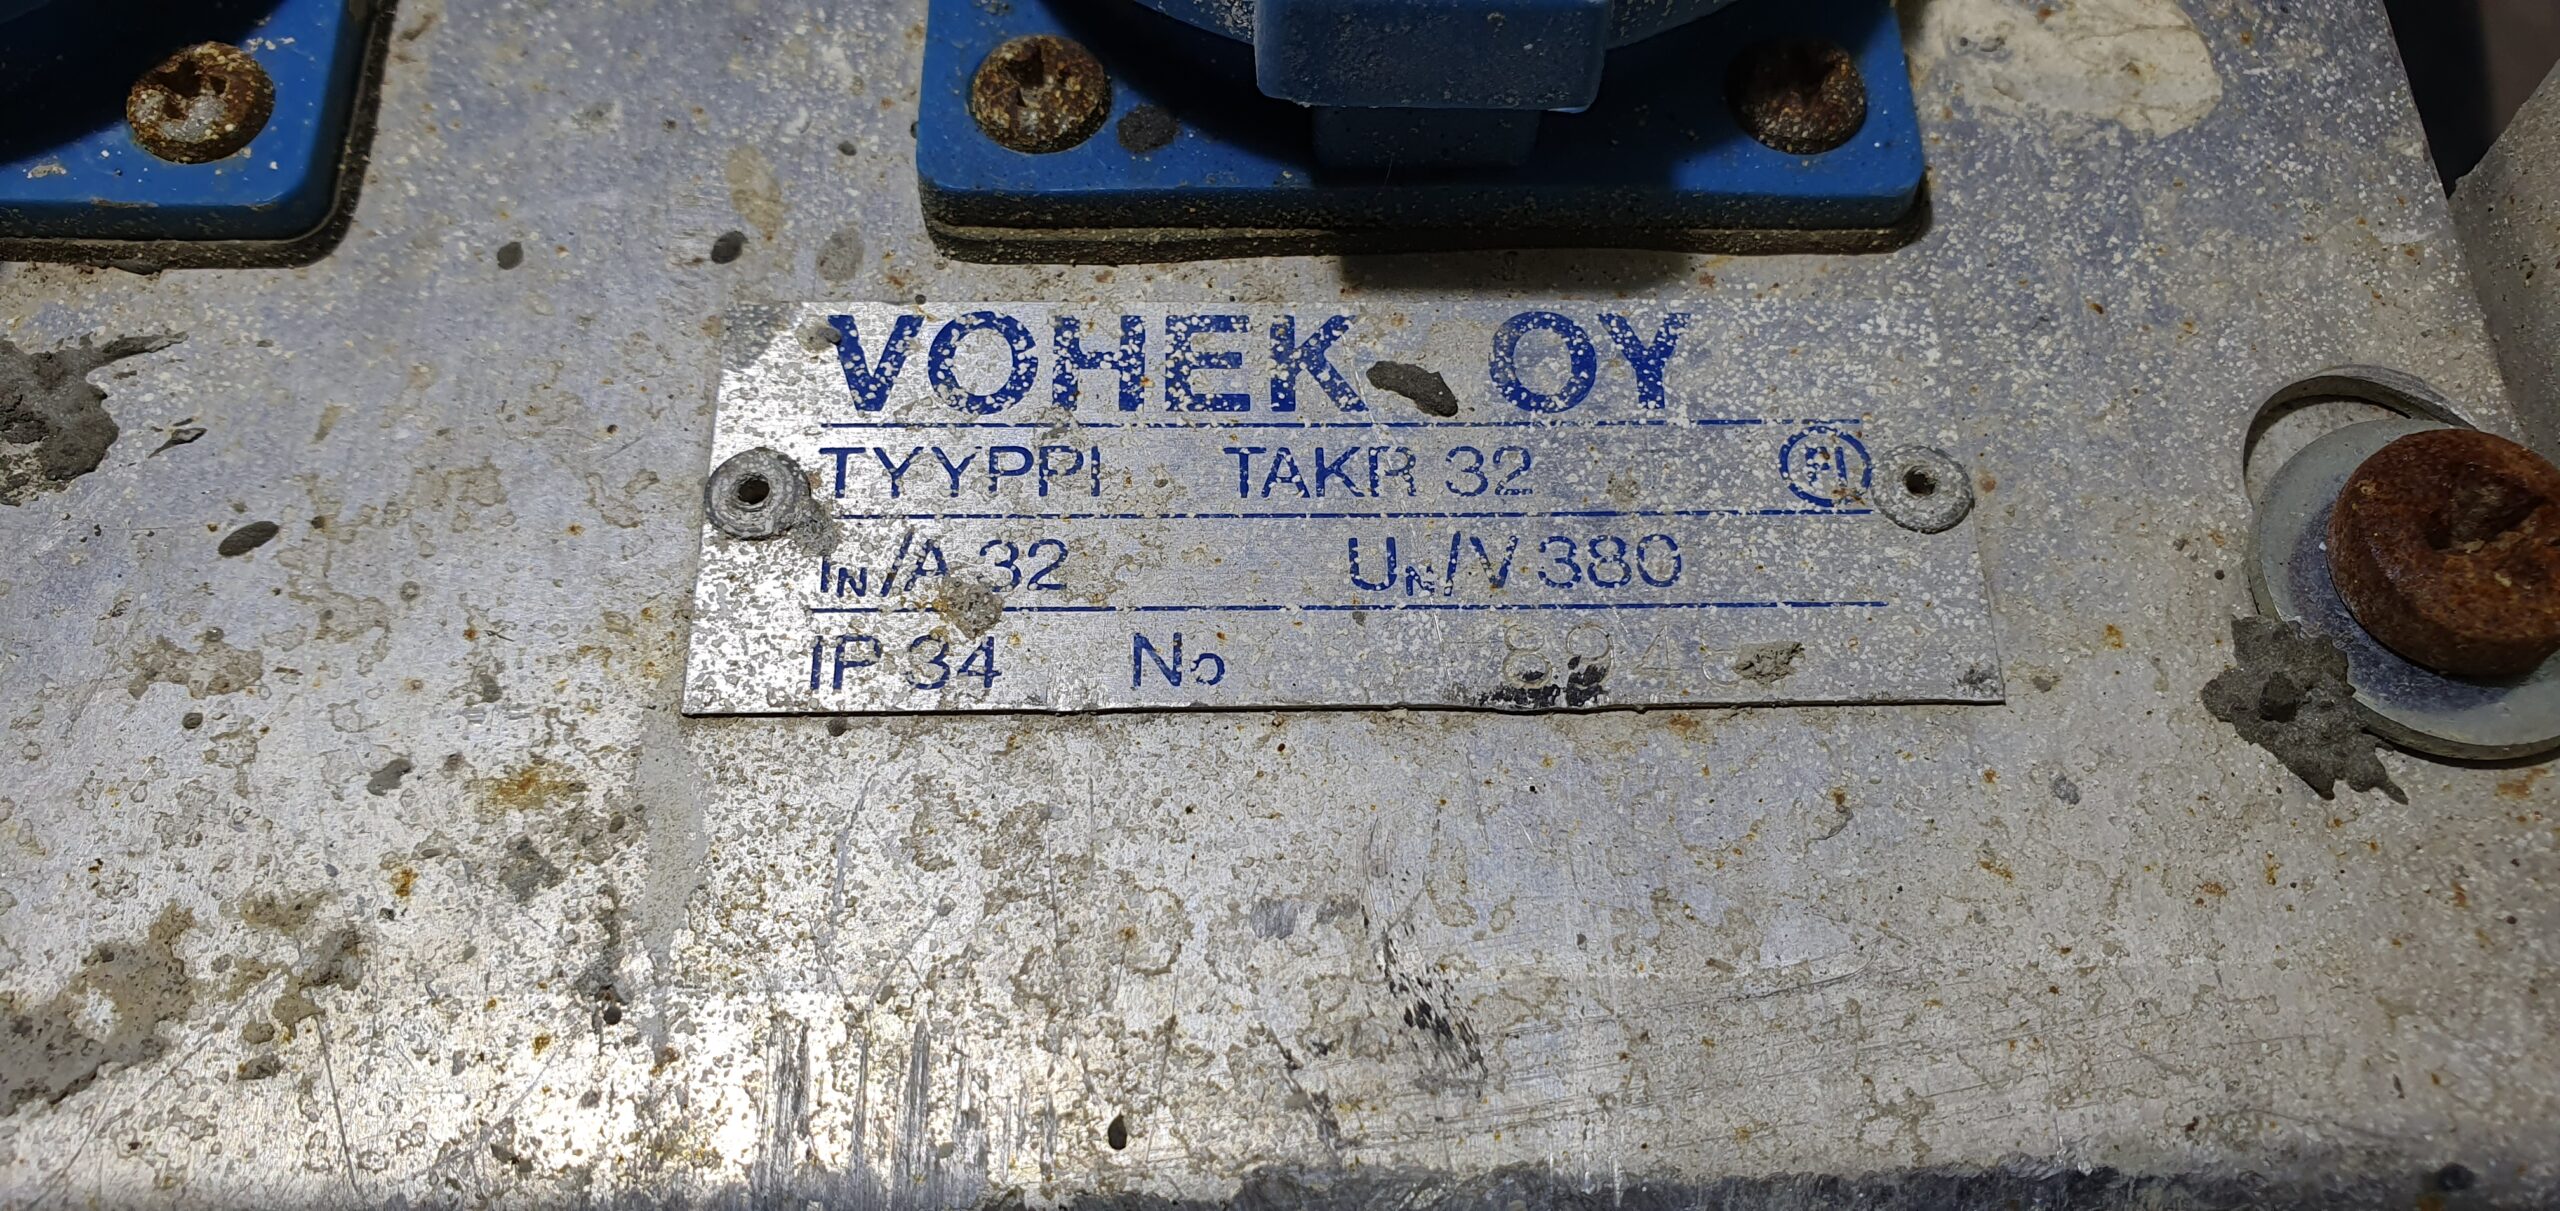 VOHEK OY
TYYPPI TAKR 32 FI
IN/A 32 UN/V 380
IP 34 No